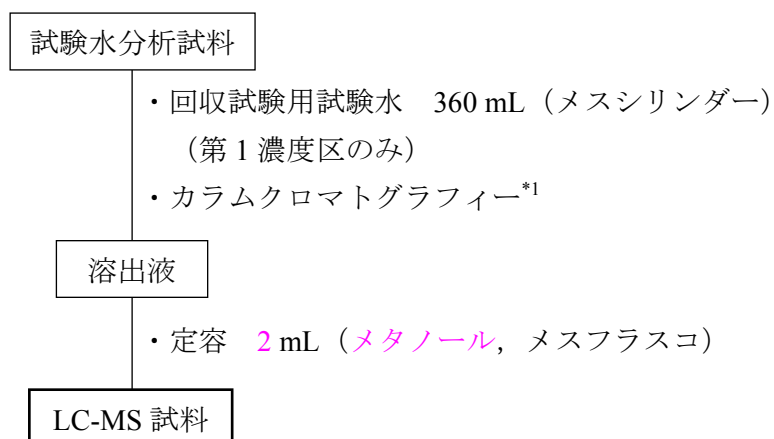 試験水分析試料
・回収試験用試験水　360 mL（メスシリンダー）
（第 1 濃度区のみ）
・カラムクロマトグラフィー*1
溶出液
・定容　2 mL（メタノール，メスフラスコ）
LC-MS 試料